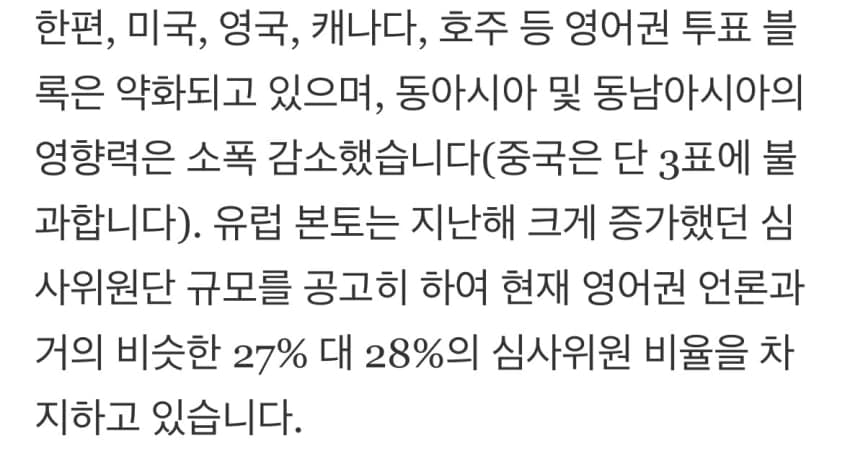 한편, 미국, 영국, 캐나다, 호주 등 영어권 투표 블
록은 약화되고 있으며, 동아시아 및 동남아시아의
영향력은 소폭 감소했습니다(중국은 단 3표에 불
과합니다). 유럽 본토는 지난해 크게 증가했던 심
사위원단 규모를 공고히 하여 현재 영어권 언론과
거의 비슷한 27% 대 28%의 심사위원 비율을 차
지하고 있습니다.